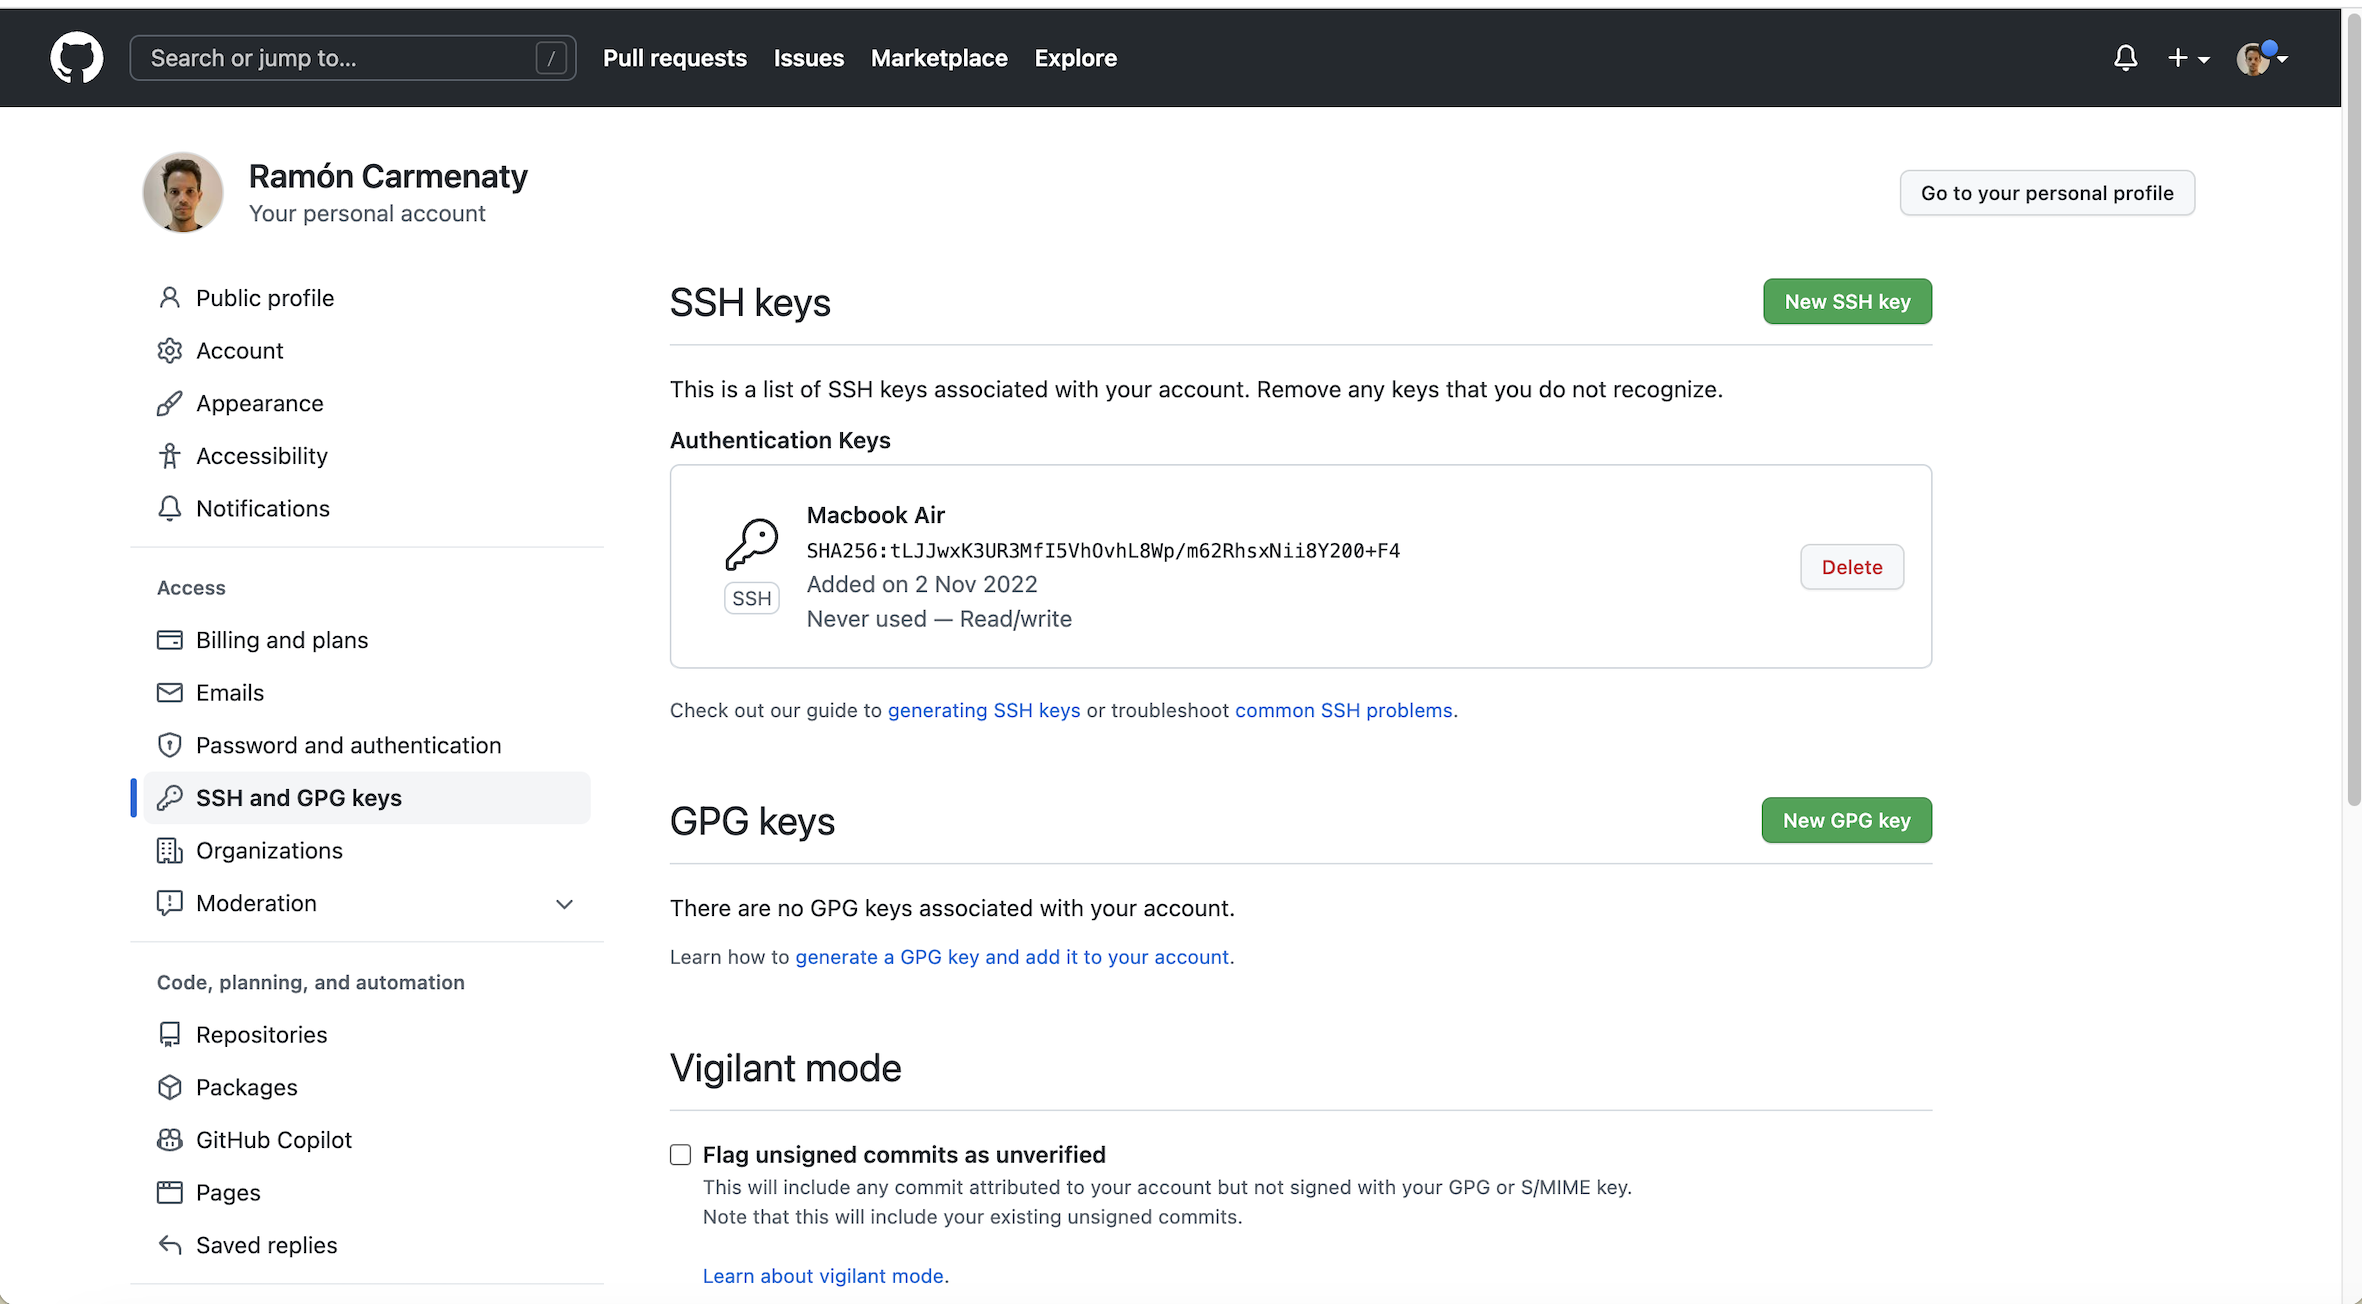 Search or jump to... /
Pull requests
Issues
Marketplace
Explore
Ramón Carmenaty
Your personal account
Go to your personal profile
Public profile
Account
Appearance
Accessibility
Notifications
Access
Billing and plans
Emails
Password and authentication
SSH and GPG keys
Organizations
Moderation
Code, planning, and automation
Repositories
Packages
GitHub Copilot
Pages
Saved replies
SSH keys
New SSH key
This is a list of SSH keys associated with your account. Remove any keys that you do not recognize.
Authentication Keys
Macbook Air
SHA256:tLJJwxK3UR3MfI5VhOvhL8Wp/m62RhsxNii8Y200+F4
Added on 2 Nov 2022
Never used — Read/write
SSH
Delete
Check out our guide to generating SSH keys or troubleshoot common SSH problems.
GPG keys
New GPG key
There are no GPG keys associated with your account.
Learn how to generate a GPG key and add it to your account.
Vigilant mode
Flag unsigned commits as unverified
This will include any commit attributed to your account but not signed with your GPG or S/MIME key.
Note that this will include your existing unsigned commits.
Learn about vigilant mode.